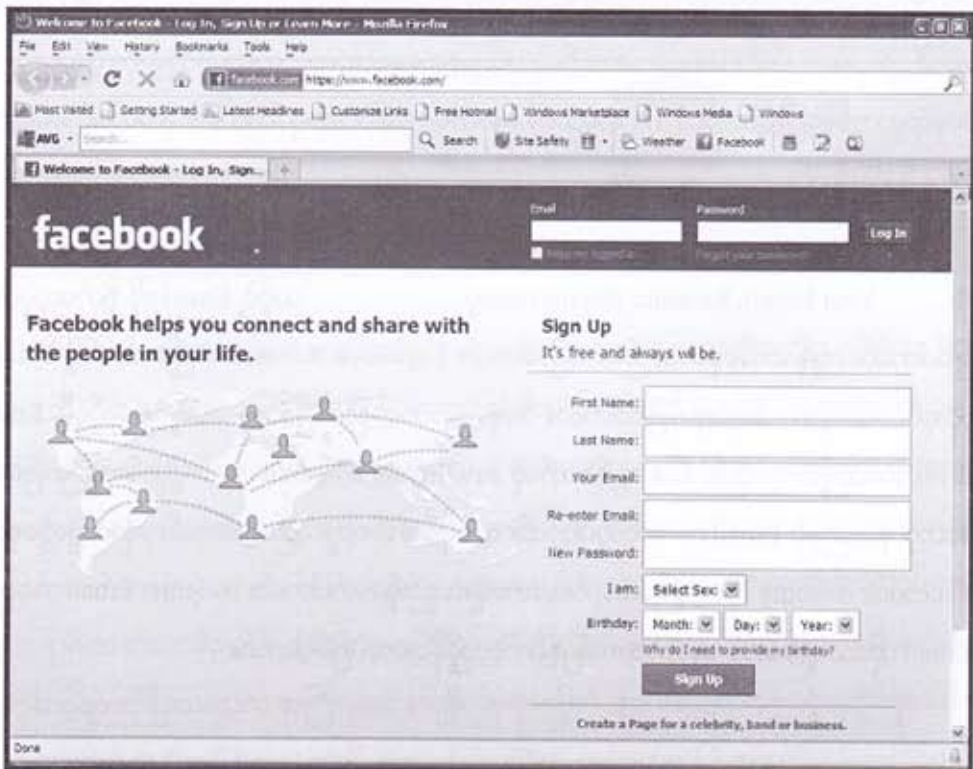 Welcome to Facebook - Log In, Sign Up or Learn More - Mozilla Firefox
File Edit View History Bookmarks Tools Help
facebook.com https://www.facebook.com/
Most Visited Getting Started Latest Headlines Customize Links Free Hotmail Windows Marketplace Windows Media Windows
AVG Search... Search Site Safety Weather Facebook
Welcome to Facebook - Log In, Sign...
Email Password
facebook Log In
Facebook helps you connect and share with
the people in your life.
Sign Up
It's free and always will be.
First Name:
Last Name:
Your Email:
Re-enter Email:
New Password:
I am: Select Sex:
Birthday: Month: Day: Year:
Why do I need to provide my birthday?
Sign Up
Create a Page for a celebrity, band or business.
Done